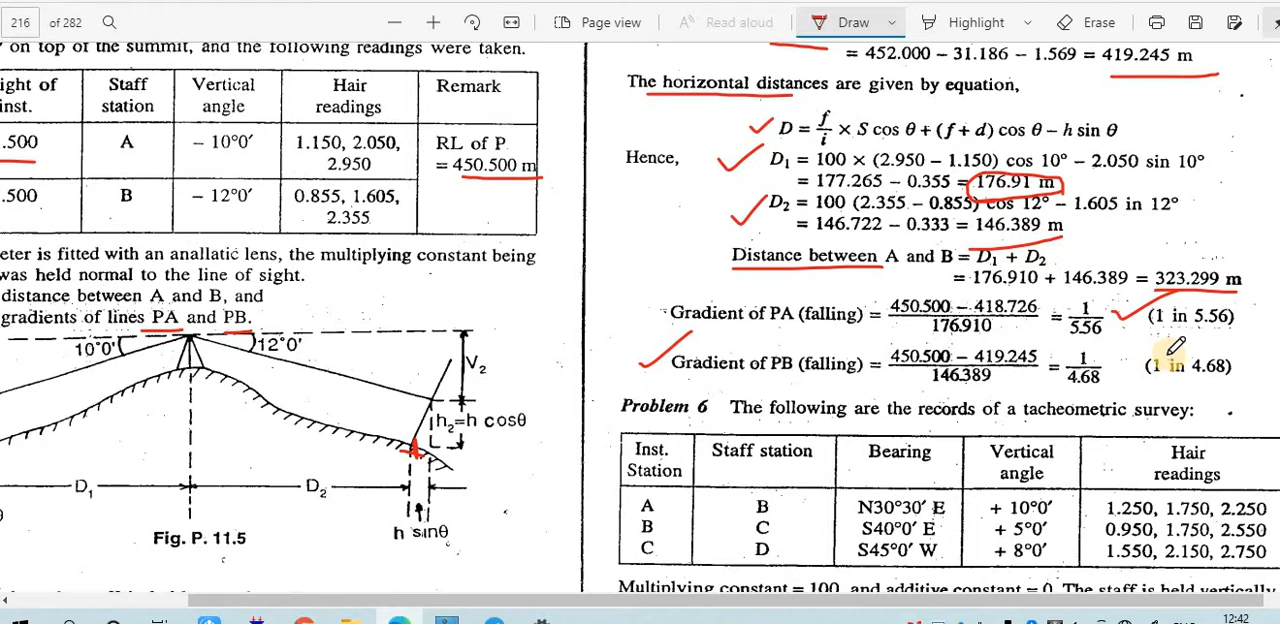 216 of 282 Page view Read aloud Draw Highlight Erase
on top of the summit, and the following readings were taken.
ight of inst. Staff station Vertical angle Hair readings Remark
.500 A − 10°0′ 1.150, 2.050, 2.950 RL of P = 450.500 m
.500 B − 12°0′ 0.855, 1.605, 2.355
eter is fitted with an anallatic lens, the multiplying constant being
was held normal to the line of sight.
distance between A and B, and
gradients of lines PA and PB.
10°0′ 12°0′
V₂
h₂=h cosθ
D₁ D₂
h sinθ
Fig. P. 11.5
= 452.000 − 31.186 − 1.569 = 419.245 m
The horizontal distances are given by equation,
D = f/i × S cos θ + (f + d) cos θ − h sin θ
Hence, D₁ = 100 × (2.950 − 1.150) cos 10° − 2.050 sin 10°
= 177.265 − 0.355 = 176.91 m
D₂ = 100 (2.355 − 0.855) cos 12° − 1.605 in 12°
= 146.722 − 0.333 = 146.389 m
Distance between A and B = D₁ + D₂
= 176.910 + 146.389 = 323.299 m
Gradient of PA (falling) = 450.500 − 418.726 / 176.910 = 1/5.56 (1 in 5.56)
Gradient of PB (falling) = 450.500 − 419.245 / 146.389 = 1/4.68 (1 in 4.68)
Problem 6 The following are the records of a tacheometric survey:
Inst. Station Staff station Bearing Vertical angle Hair readings
A B N30°30′ E + 10°0′ 1.250, 1.750, 2.250
B C S40°0′ E + 5°0′ 0.950, 1.750, 2.550
C D S45°0′ W + 8°0′ 1.550, 2.150, 2.750
Multiplying constant = 100, and additive constant = 0. The staff is held vertically
12:42